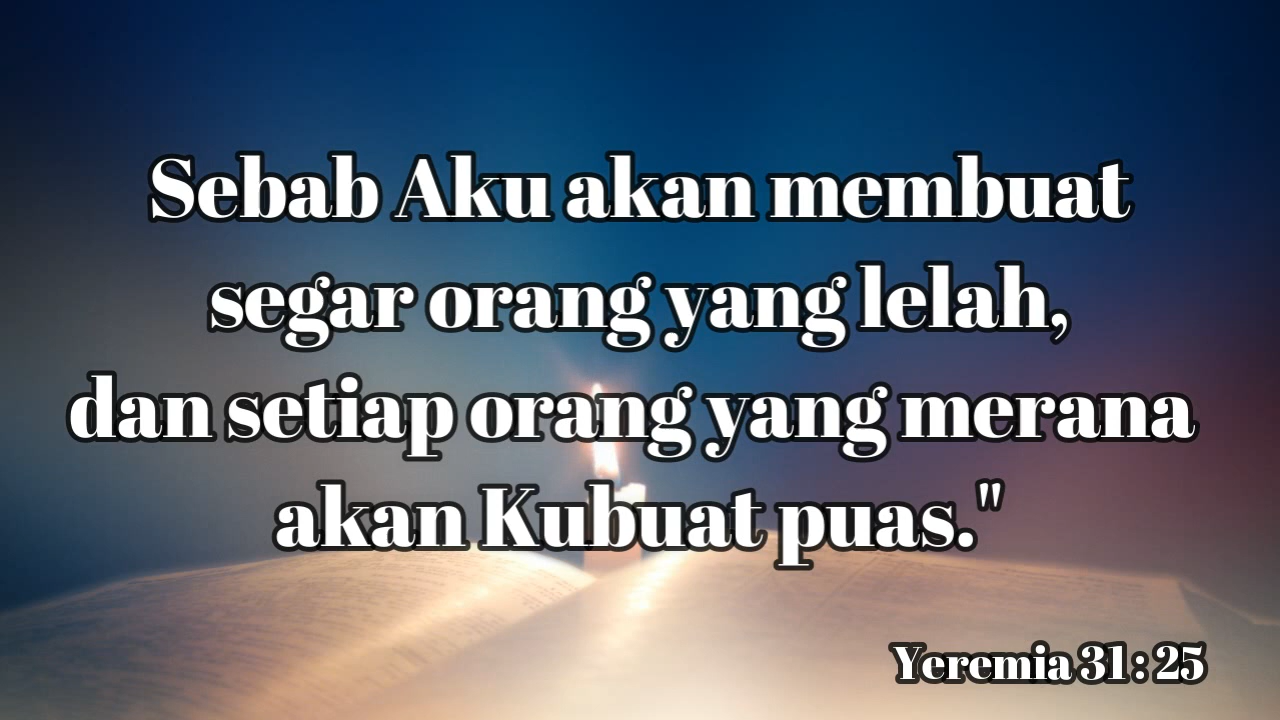 Sebab Aku akan membuat
segar orang yang lelah,
dan setiap orang yang merana
akan Kubuat puas."
Yeremia 31 : 25